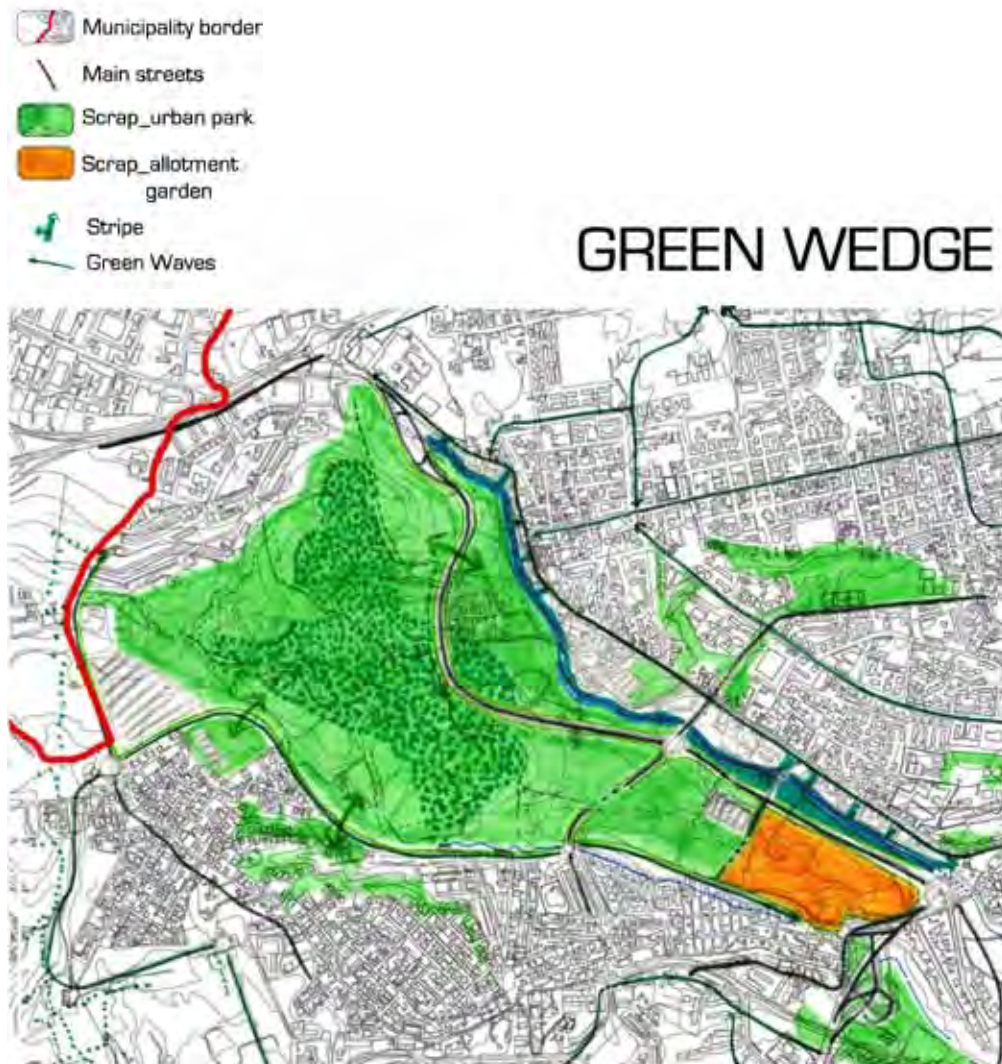 Municipality border
Main streets
Scrap_urban park
Scrap_allotment
garden
Stripe
Green Waves
GREEN WEDGE